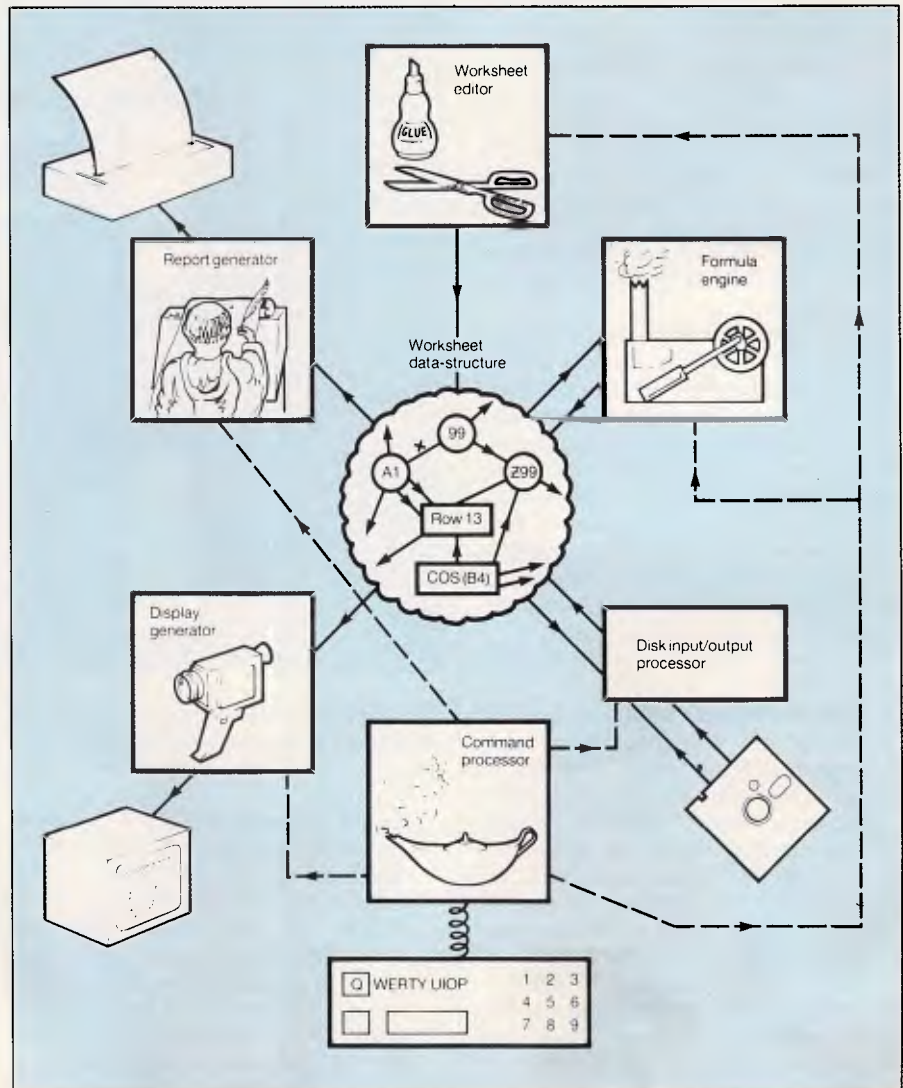 Worksheet
editor
GLUE
Report generator
Formula
engine
Worksheet
data-structure
99
A1
Z99
Row 13
COS (B4)
Display
generator
Disk input/output
processor
Command
processor
Q WERTY UIOP
1 2 3
4 5 6
7 8 9